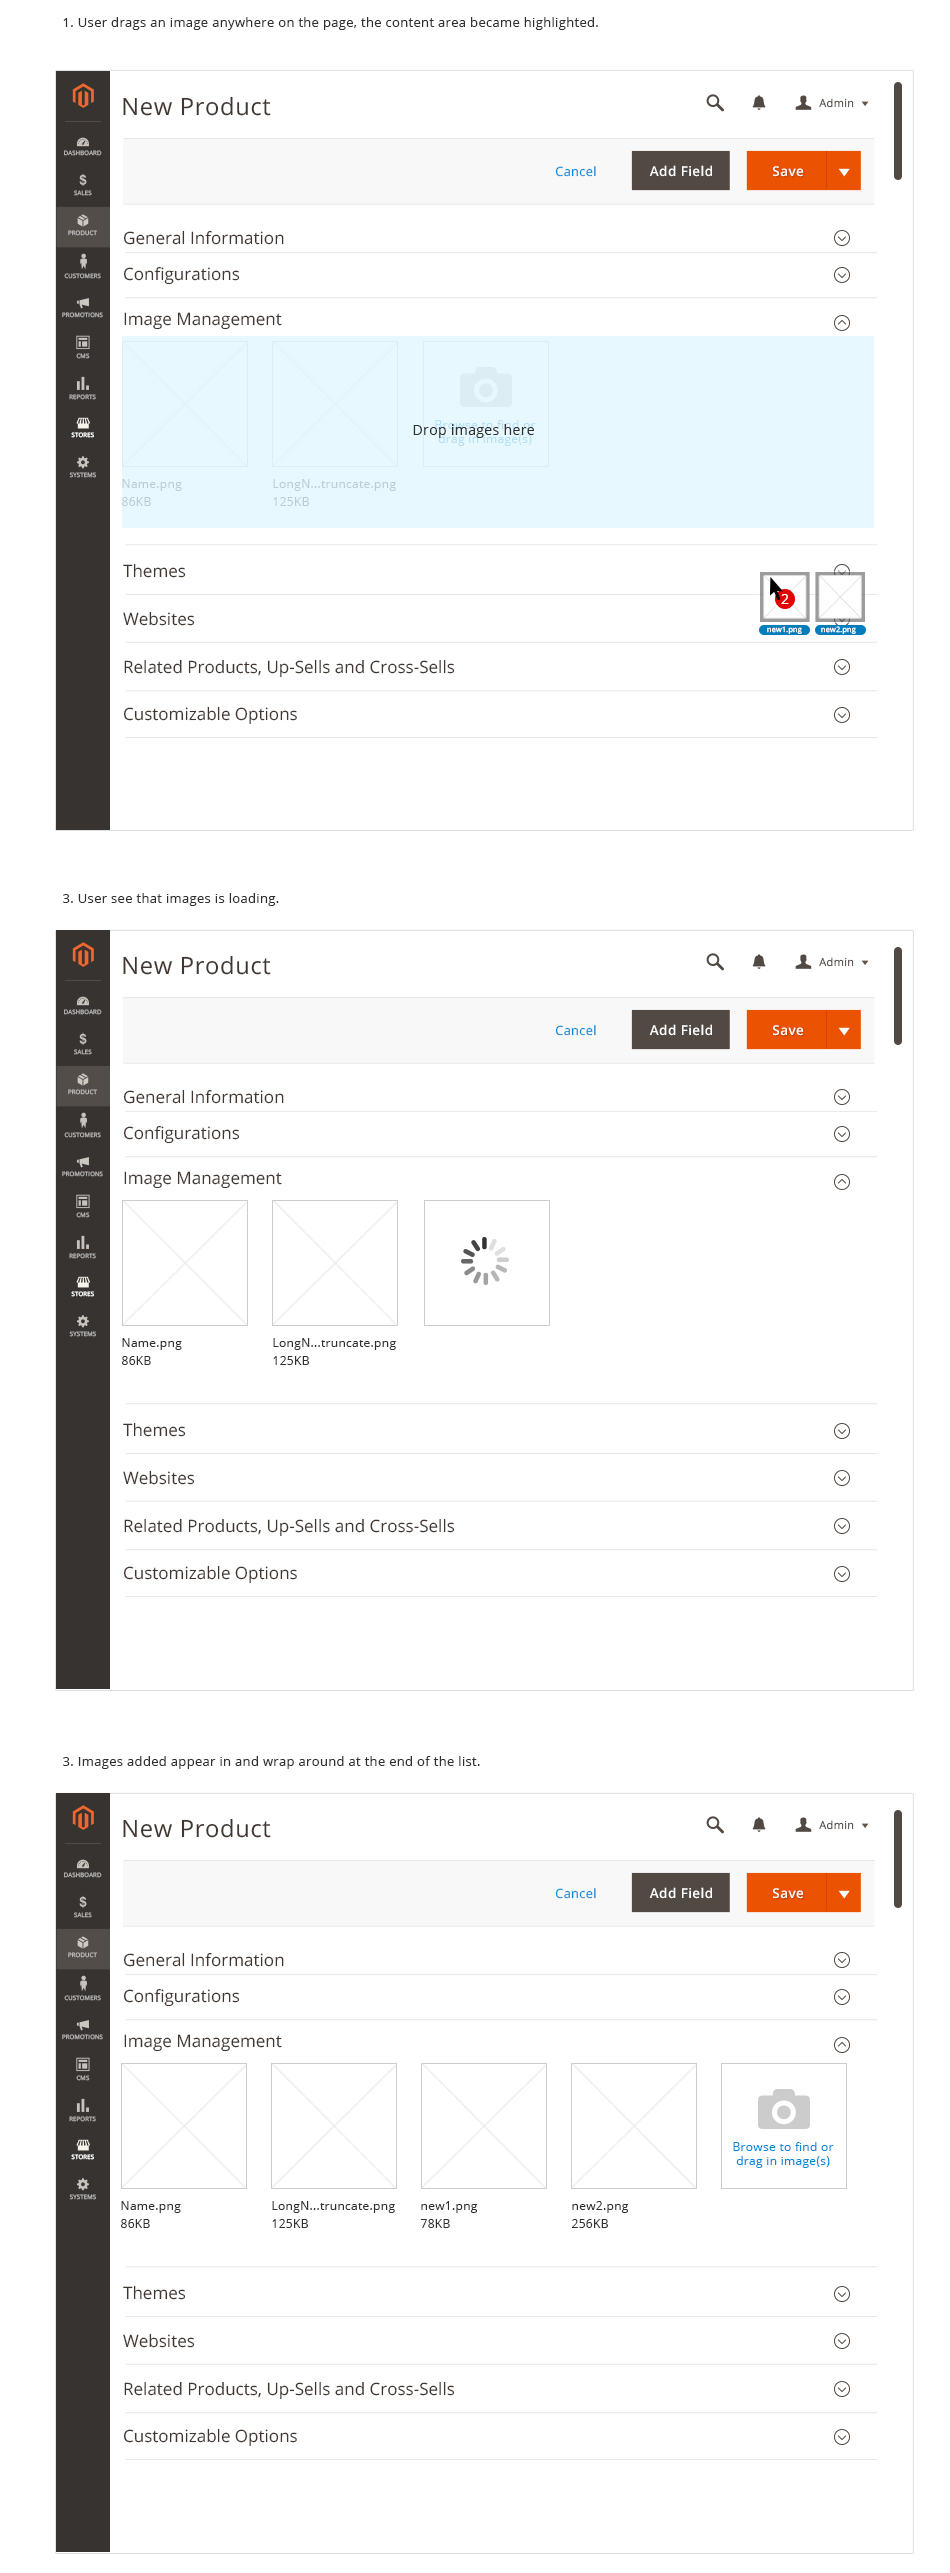 1. User drags an image anywhere on the page, the content area became highlighted.
New Product
Admin
DASHBOARD
SALES
PRODUCT
CUSTOMERS
PROMOTIONS
CMS
REPORTS
STORES
SYSTEMS
Cancel
Add Field
Save
General Information
Configurations
Image Management
Browse to find or
Drop images here
drag in image(s)
Name.png
LongN...truncate.png
86KB
125KB
Themes
2
new1.png
new2.png
Websites
Related Products, Up-Sells and Cross-Sells
Customizable Options
3. User see that images is loading.
New Product
Admin
DASHBOARD
SALES
PRODUCT
CUSTOMERS
PROMOTIONS
CMS
REPORTS
STORES
SYSTEMS
Cancel
Add Field
Save
General Information
Configurations
Image Management
Name.png
LongN...truncate.png
86KB
125KB
Themes
Websites
Related Products, Up-Sells and Cross-Sells
Customizable Options
3. Images added appear in and wrap around at the end of the list.
New Product
Admin
DASHBOARD
SALES
PRODUCT
CUSTOMERS
PROMOTIONS
CMS
REPORTS
STORES
SYSTEMS
Cancel
Add Field
Save
General Information
Configurations
Image Management
Browse to find or
drag in image(s)
Name.png
LongN...truncate.png
new1.png
new2.png
86KB
125KB
78KB
256KB
Themes
Websites
Related Products, Up-Sells and Cross-Sells
Customizable Options